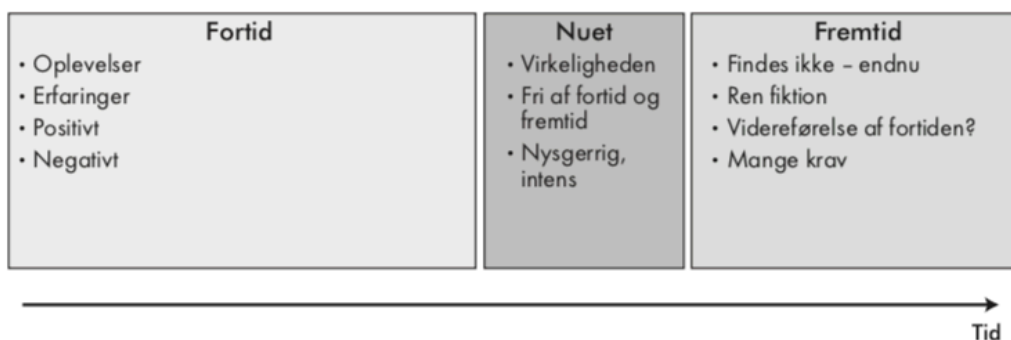 Fortid
• Oplevelser
• Erfaringer
• Positivt
• Negativt
Nuet
• Virkeligheden
• Fri af fortid og
fremtid
• Nysgerrig,
intens
Fremtid
• Findes ikke – endnu
• Ren fiktion
• Videreførelse af fortiden?
• Mange krav
Tid